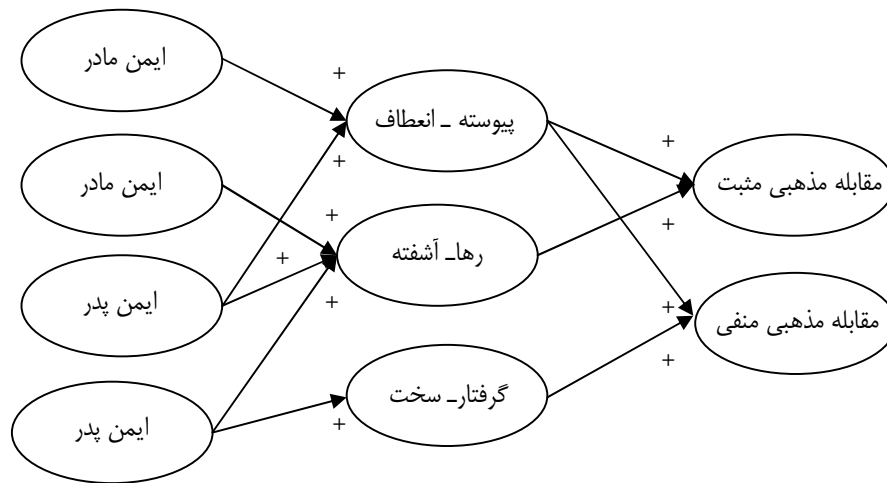 ایمن مادر
ایمن مادر
ایمن پدر
ایمن پدر
+
+
+
+
+
+
پیوسته ـ انعطاف
رهاـ آشفته
گرفتارـ سخت
+
+
+
+
مقابله مذهبی مثبت
مقابله مذهبی منفی